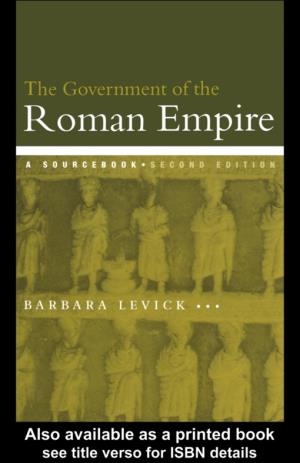 The Government of the
Roman Empire
A SOURCEBOOK • SECOND EDITION
BARBARA LEVICK •••
Also available as a printed book
see title verso for ISBN details